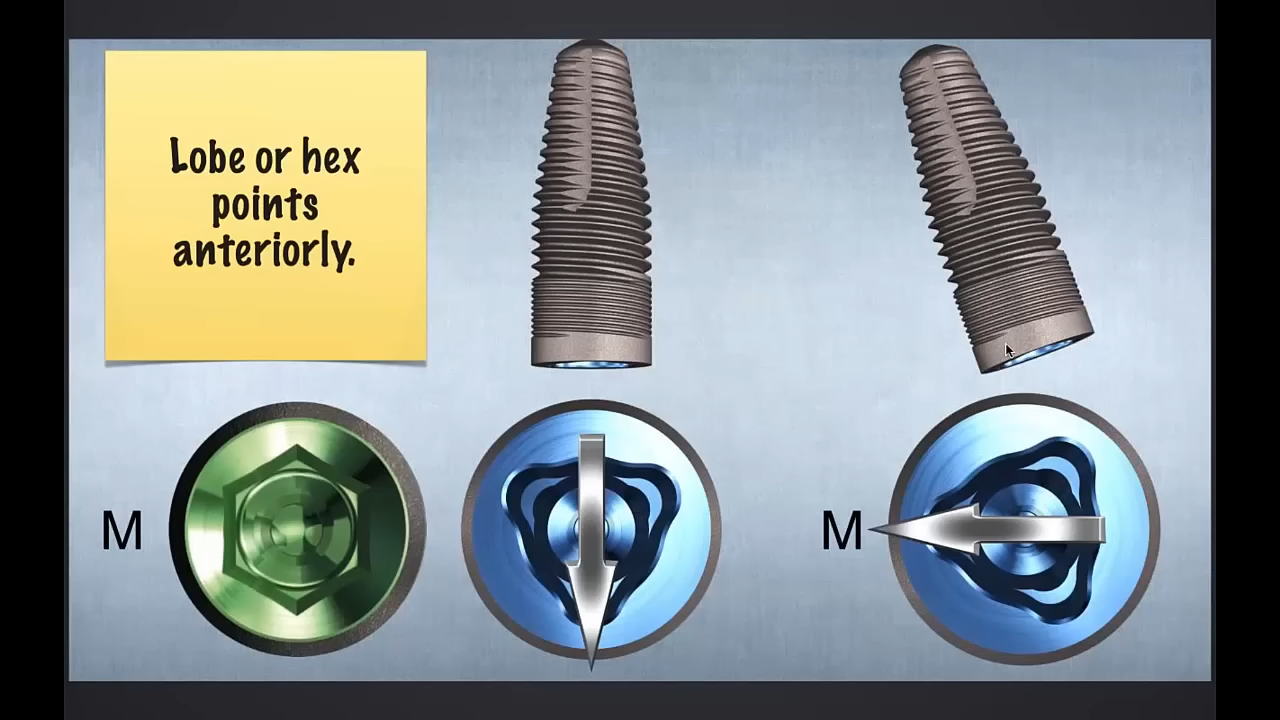 Lobe or hex
points
anteriorly.
M
M